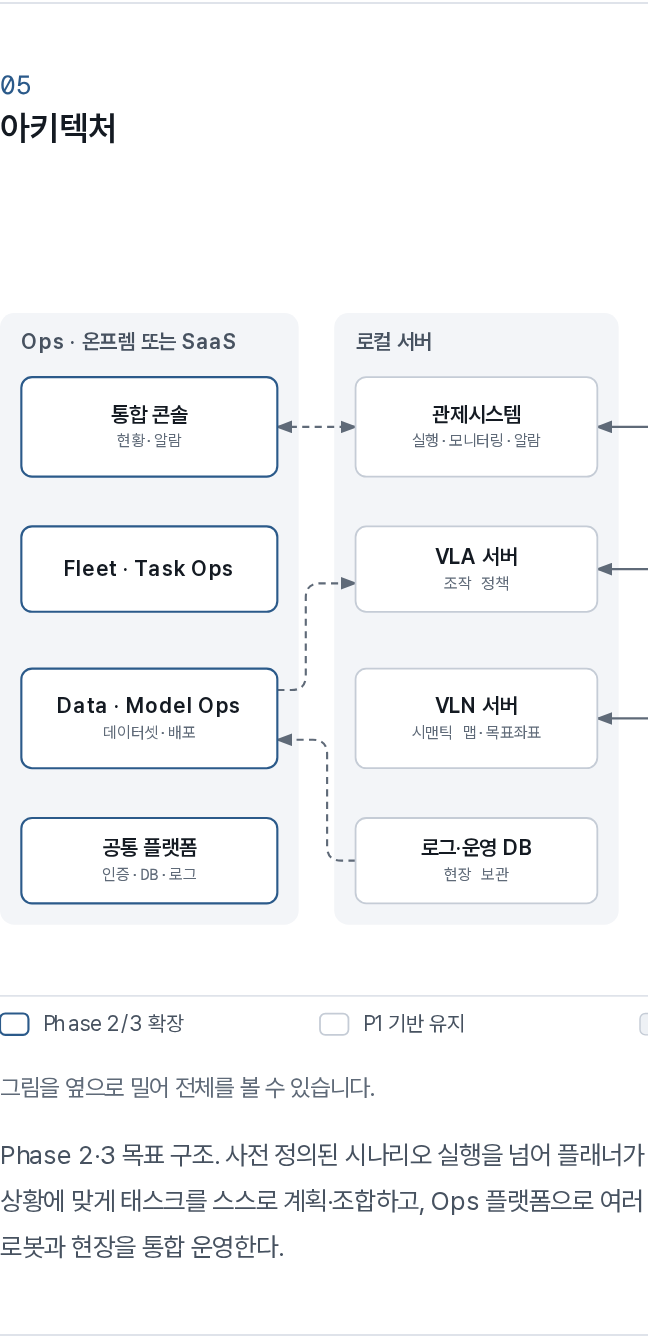 05
아키텍처
Ops · 온프렘 또는 SaaS
통합 콘솔
현황·알람
Fleet · Task Ops
Data · Model Ops
데이터셋·배포
공통 플랫폼
인증·DB·로그
로컬 서버
관제시스템
실행·모니터링·알람
VLA 서버
조작 정책
VLN 서버
시맨틱 맵·목표좌표
로그·운영 DB
현장 보관
Phase 2/3 확장
P1 기반 유지
그림을 옆으로 밀어 전체를 볼 수 있습니다.
Phase 2·3 목표 구조. 사전 정의된 시나리오 실행을 넘어 플래너가
상황에 맞게 태스크를 스스로 계획·조합하고, Ops 플랫폼으로 여러
로봇과 현장을 통합 운영한다.